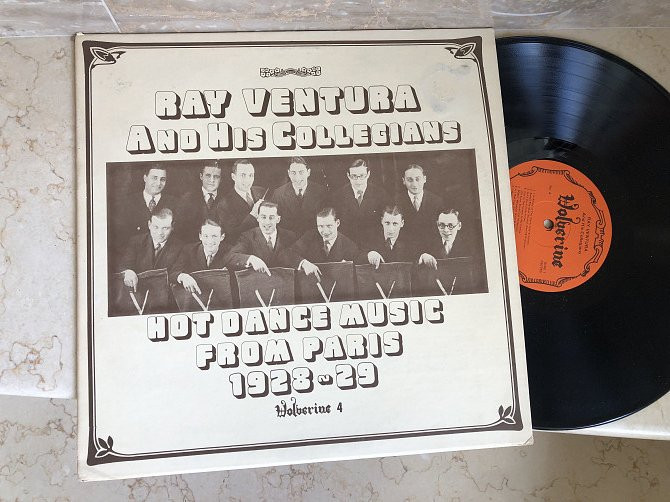 RAY VENTURA
AND HIS COLLEGIANS
HOT DANCE MUSIC
FROM PARIS
1928~29
Wolverine 4
Wolverine